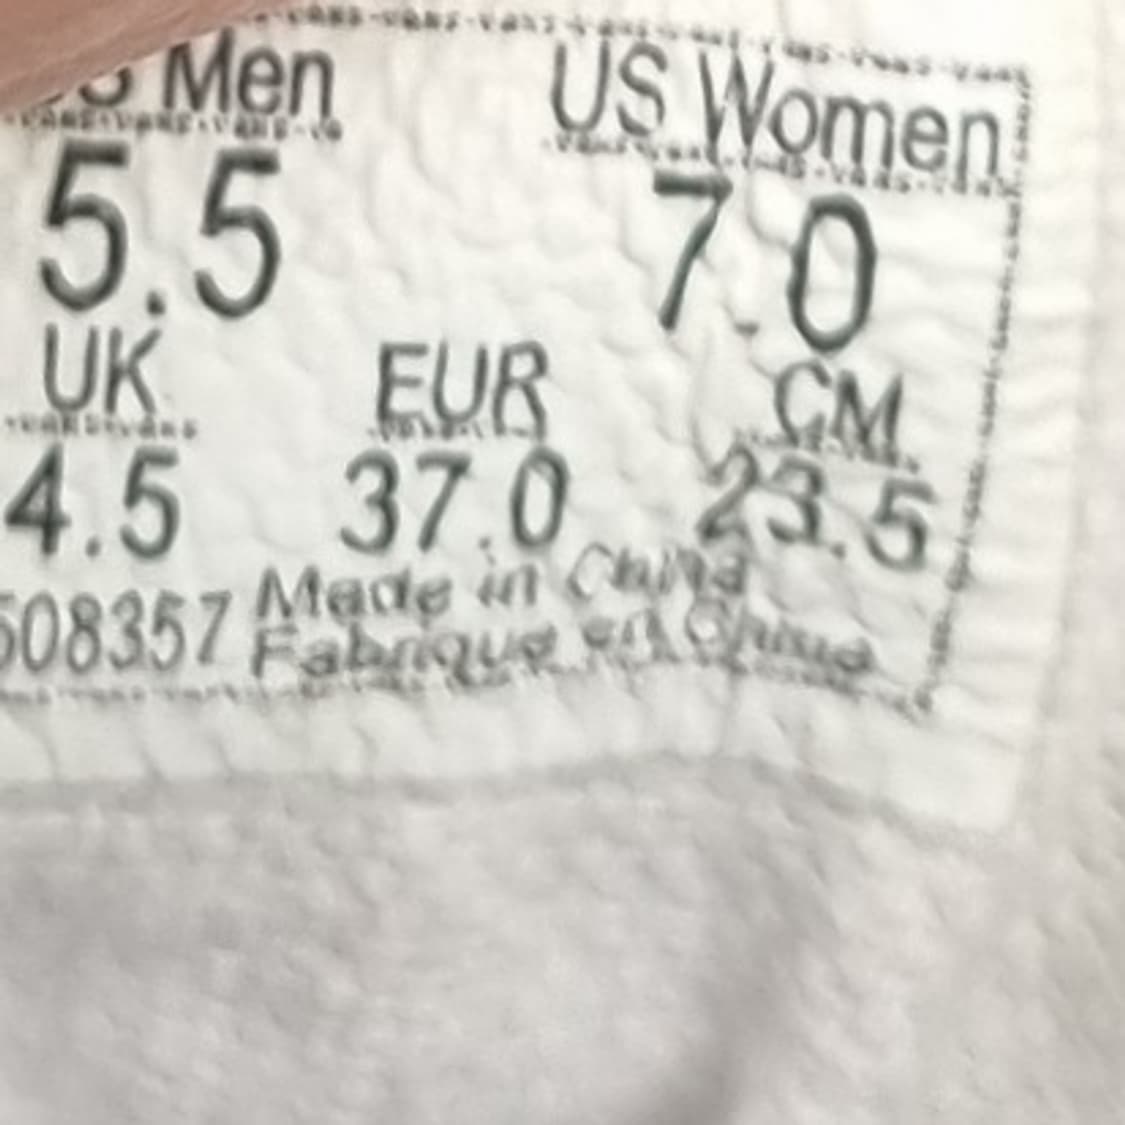 US Men US Women
5.5 7.0
UK EUR CM
4.5 37.0 23.5
508357 Made in China
Fabrique en Chine